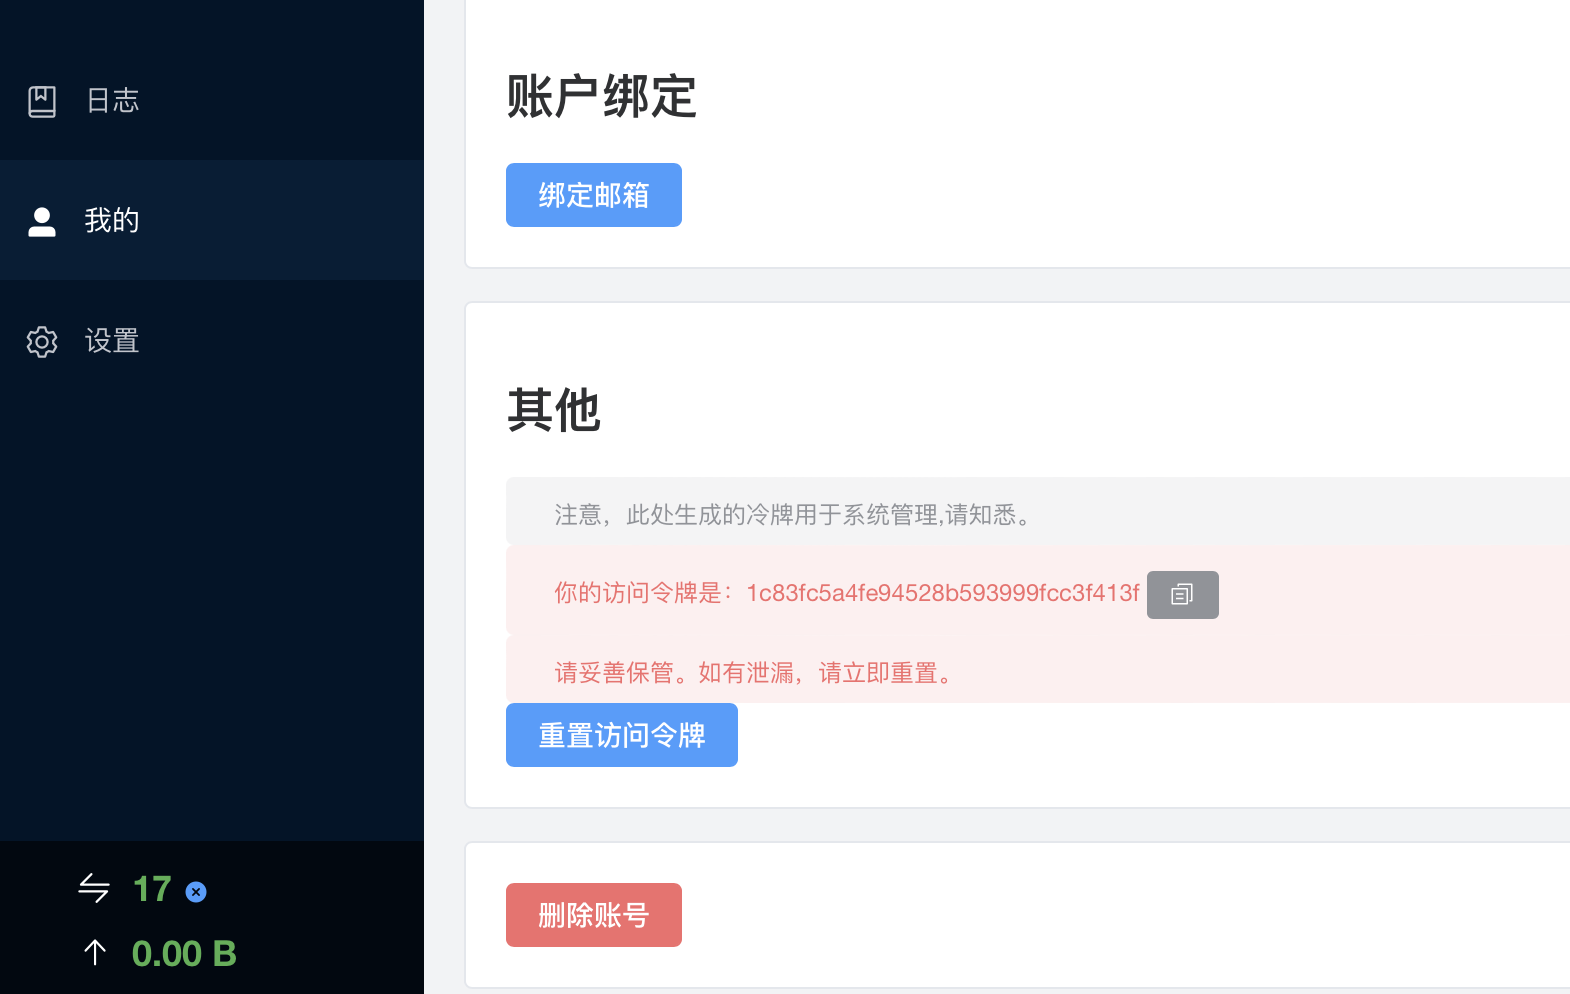 日志
我的
设置
17
0.00 B
账户绑定
绑定邮箱
其他
注意，此处生成的冷牌用于系统管理,请知悉。
你的访问令牌是：1c83fc5a4fe94528b593999fcc3f413f
请妥善保管。如有泄漏，请立即重置。
重置访问令牌
删除账号